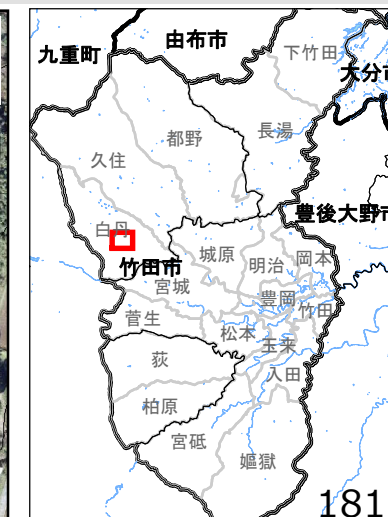 九重町
由布市
下竹田
大分市
都野
長湯
久住
豊後大野市
白丹
城原
岡本
明治
竹田市
宮城
豊岡
竹田
菅生
松本
玉来
荻
入田
柏原
宮砥
嫗獄
181